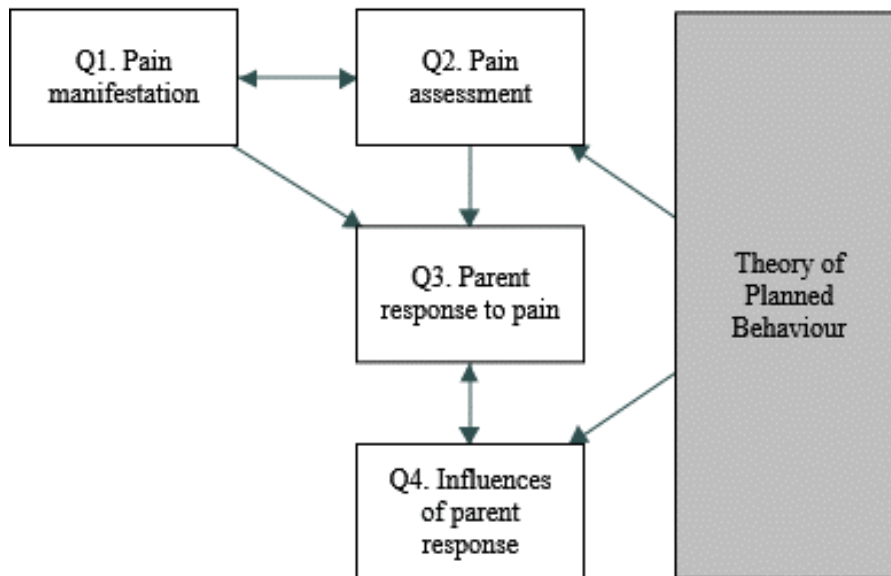 Q1. Pain
manifestation
Q2. Pain
assessment
Q3. Parent
response to pain
Theory of
Planned
Behaviour
Q4. Influences
of parent
response